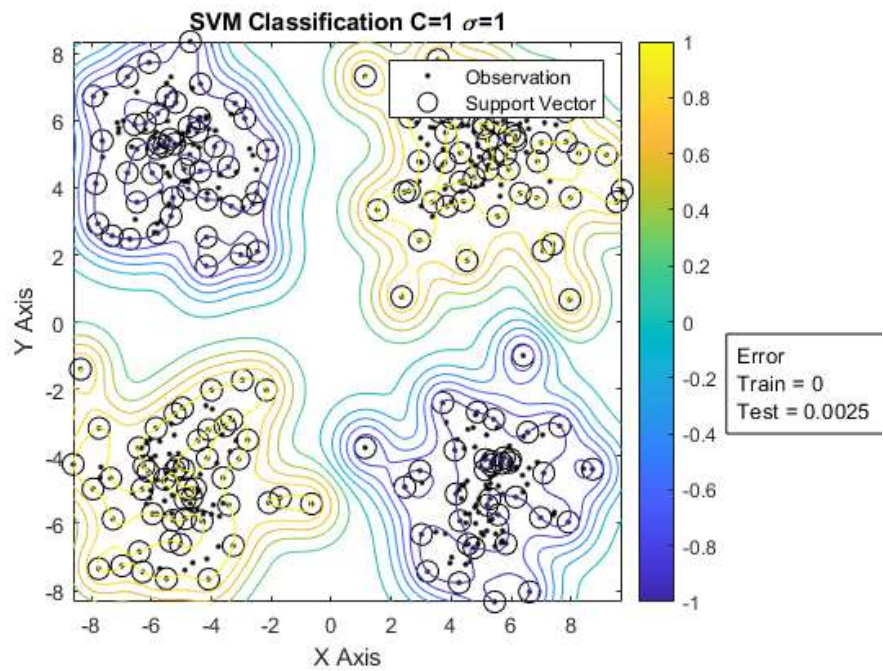 SVM Classification C=1 σ=1
Observation
Support Vector
8
6
4
2
0
-2
-4
-6
-8
Y Axis
-8 -6 -4 -2 0 2 4 6 8
X Axis
1
0.8
0.6
0.4
0.2
0
-0.2
-0.4
-0.6
-0.8
-1
Error
Train = 0
Test = 0.0025